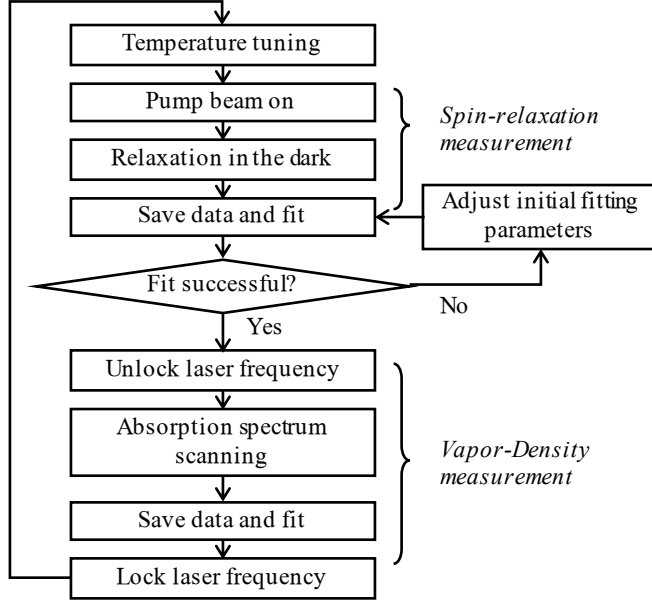 Temperature tuning
Pump beam on
Relaxation in the dark
Save data and fit
Spin-relaxation
measurement
Adjust initial fitting
parameters
Fit successful?
No
Yes
Unlock laser frequency
Absorption spectrum
scanning
Save data and fit
Lock laser frequency
Vapor-Density
measurement